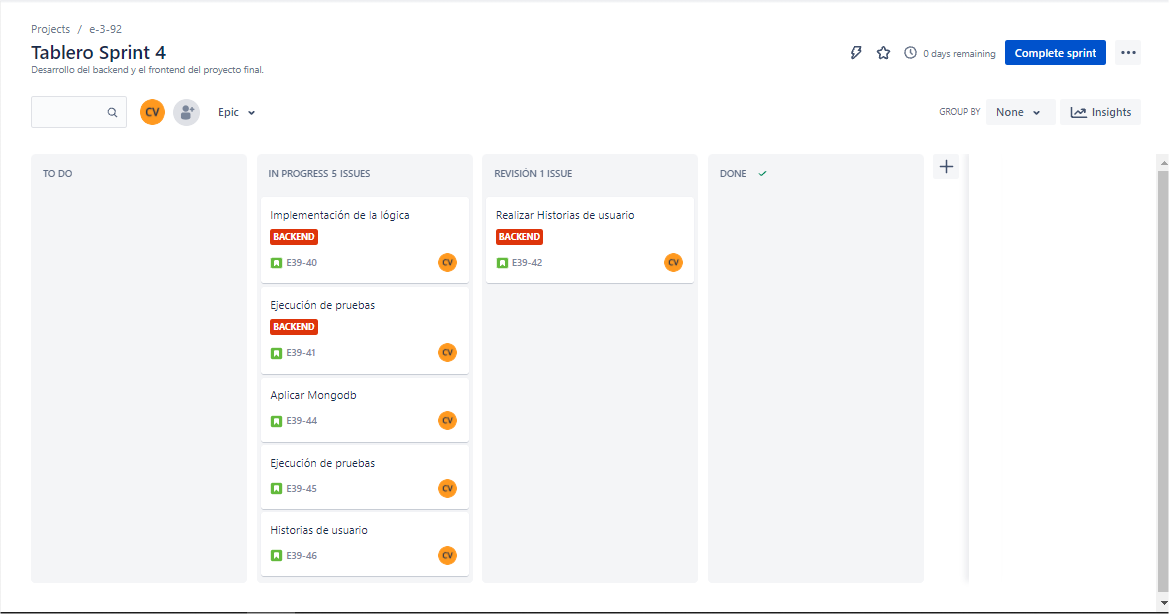 Projects / e-3-92
Tablero Sprint 4
Desarrollo del backend y el frontend del proyecto final.
0 days remaining
Complete sprint
CV
Epic
GROUP BY
None
Insights
TO DO
IN PROGRESS 5 ISSUES
Implementación de la lógica
BACKEND
E39-40
CV
Ejecución de pruebas
BACKEND
E39-41
CV
Aplicar Mongodb
E39-44
CV
Ejecución de pruebas
E39-45
CV
Historias de usuario
E39-46
CV
REVISIÓN 1 ISSUE
Realizar Historias de usuario
BACKEND
E39-42
CV
DONE